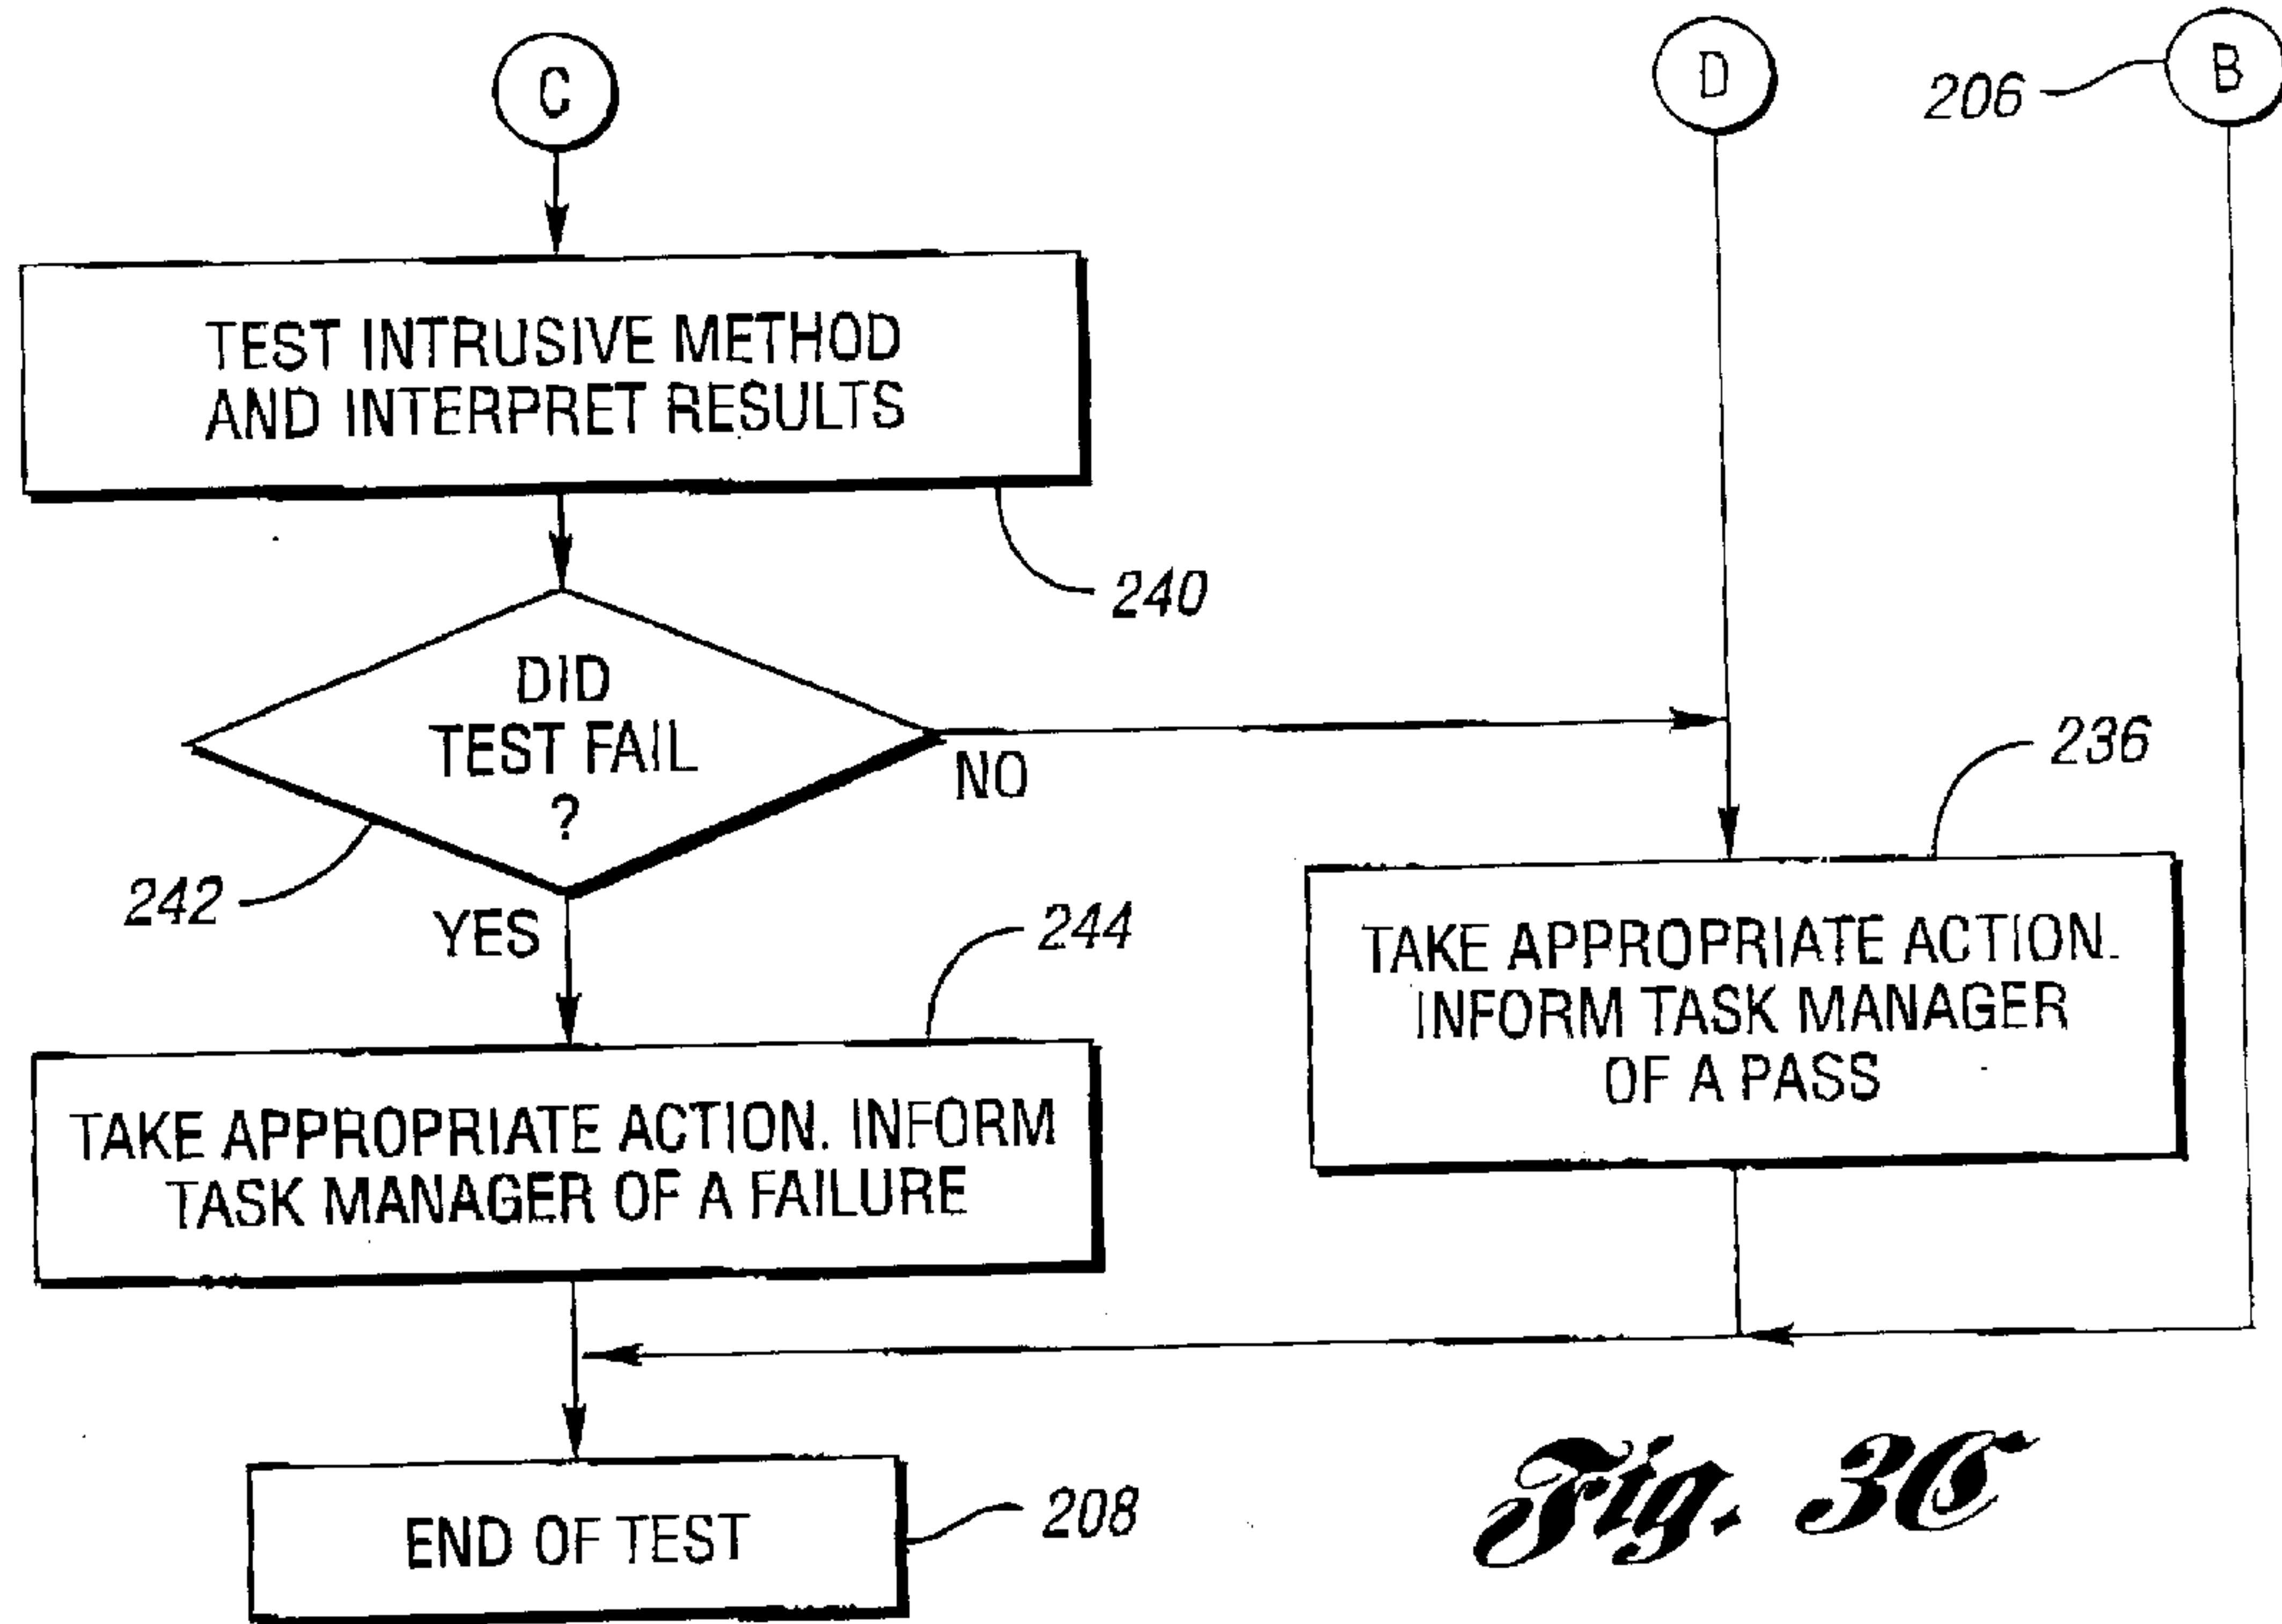 C
D
206
B
TEST INTRUSIVE METHOD
AND INTERPRET RESULTS
240
DID
TEST FAIL
?
NO
242
YES
236
244
TAKE APPROPRIATE ACTION.
INFORM TASK MANAGER
OF A PASS
TAKE APPROPRIATE ACTION. INFORM
TASK MANAGER OF A FAILURE
END OF TEST
208
Fig. 3C